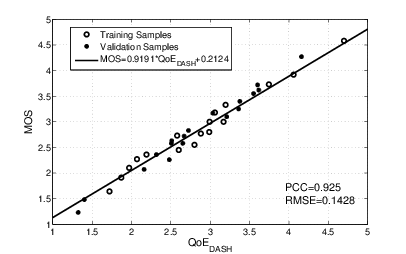 5
4.5
4
3.5
3
2.5
2
1.5
1
MOS
Training Samples
Validation Samples
MOS=0.9191*QoE_DASH+0.2124
PCC=0.925
RMSE=0.1428
1 1.5 2 2.5 3 3.5 4 4.5 5
QoE_DASH